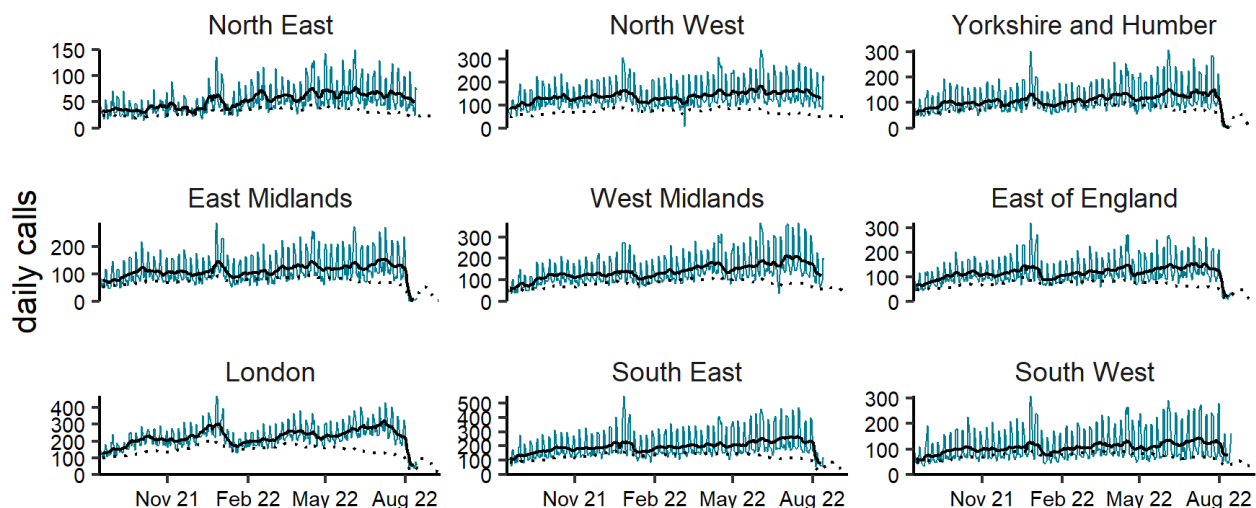 North East
North West
Yorkshire and Humber
150
100
50
0
300
200
100
0
300
200
100
0
daily calls
East Midlands
West Midlands
East of England
200
100
0
300
200
100
0
300
200
100
0
London
South East
South West
400
300
200
100
0
500
400
300
200
100
0
300
200
100
0
Nov 21 Feb 22 May 22 Aug 22
Nov 21 Feb 22 May 22 Aug 22
Nov 21 Feb 22 May 22 Aug 22